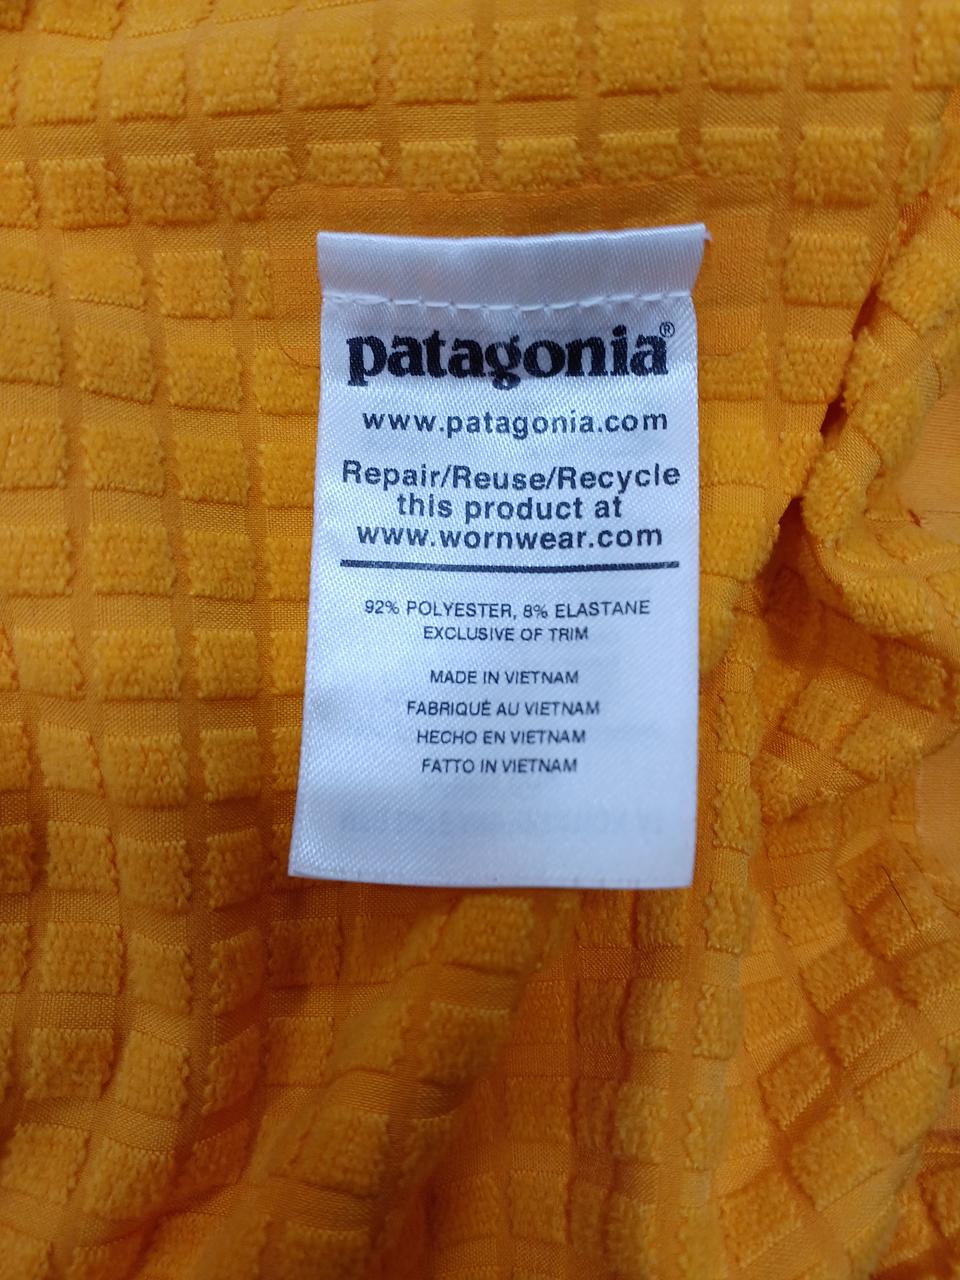 patagonia®
www.patagonia.com
Repair/Reuse/Recycle
this product at
www.wornwear.com
92% POLYESTER, 8% ELASTANE
EXCLUSIVE OF TRIM
MADE IN VIETNAM
FABRIQUÉ AU VIETNAM
HECHO EN VIETNAM
FATTO IN VIETNAM